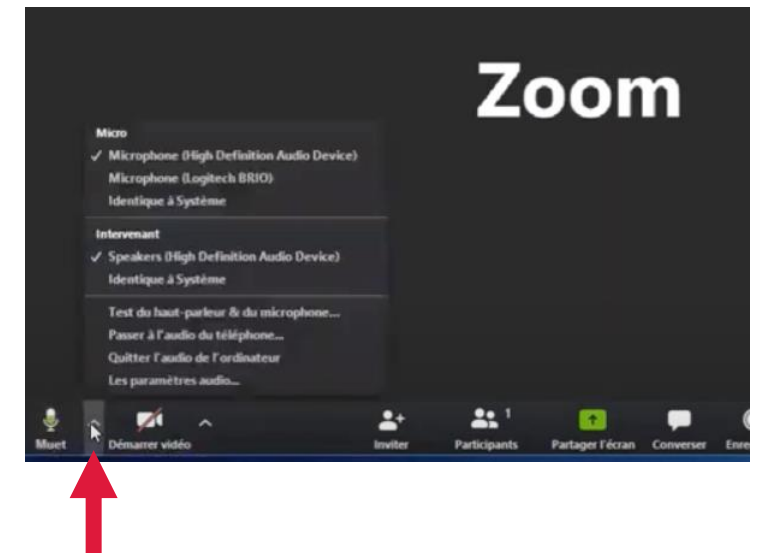 Zoom
Micro
✓ Microphone (High Definition Audio Device)
Microphone (Logitech BRIO)
Identique à Système
Intervenant
✓ Speakers (High Definition Audio Device)
Identique à Système
Test du haut-parleur & du microphone...
Passer à l'audio du téléphone...
Quitter l'audio de l'ordinateur
Les paramètres audio...
1
Muet Démarrer vidéo Inviter Participants Partager l'écran Converser Enre